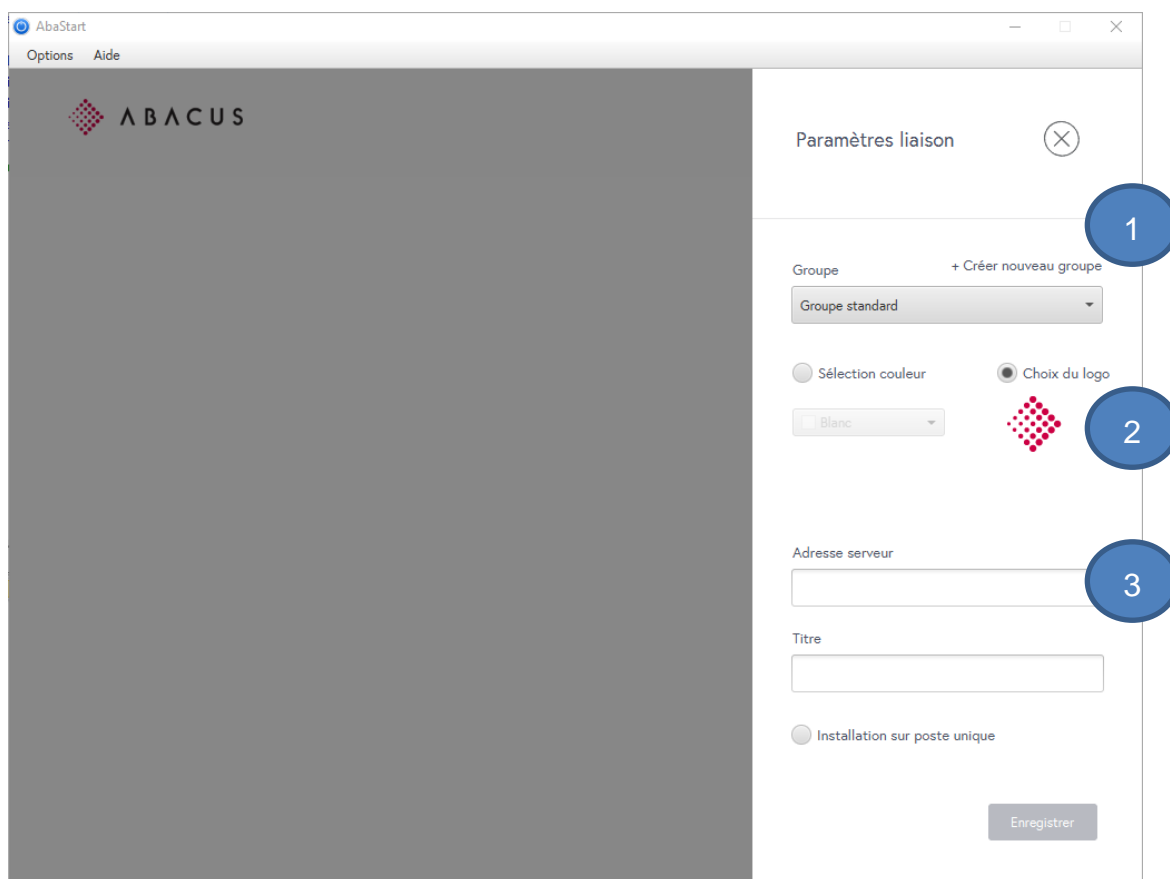 AbaStart
Options Aide
ABACUS
Paramètres liaison
1
Groupe + Créer nouveau groupe
Groupe standard
Sélection couleur Choix du logo
Blanc
2
Adresse serveur
3
Titre
Installation sur poste unique
Enregistrer